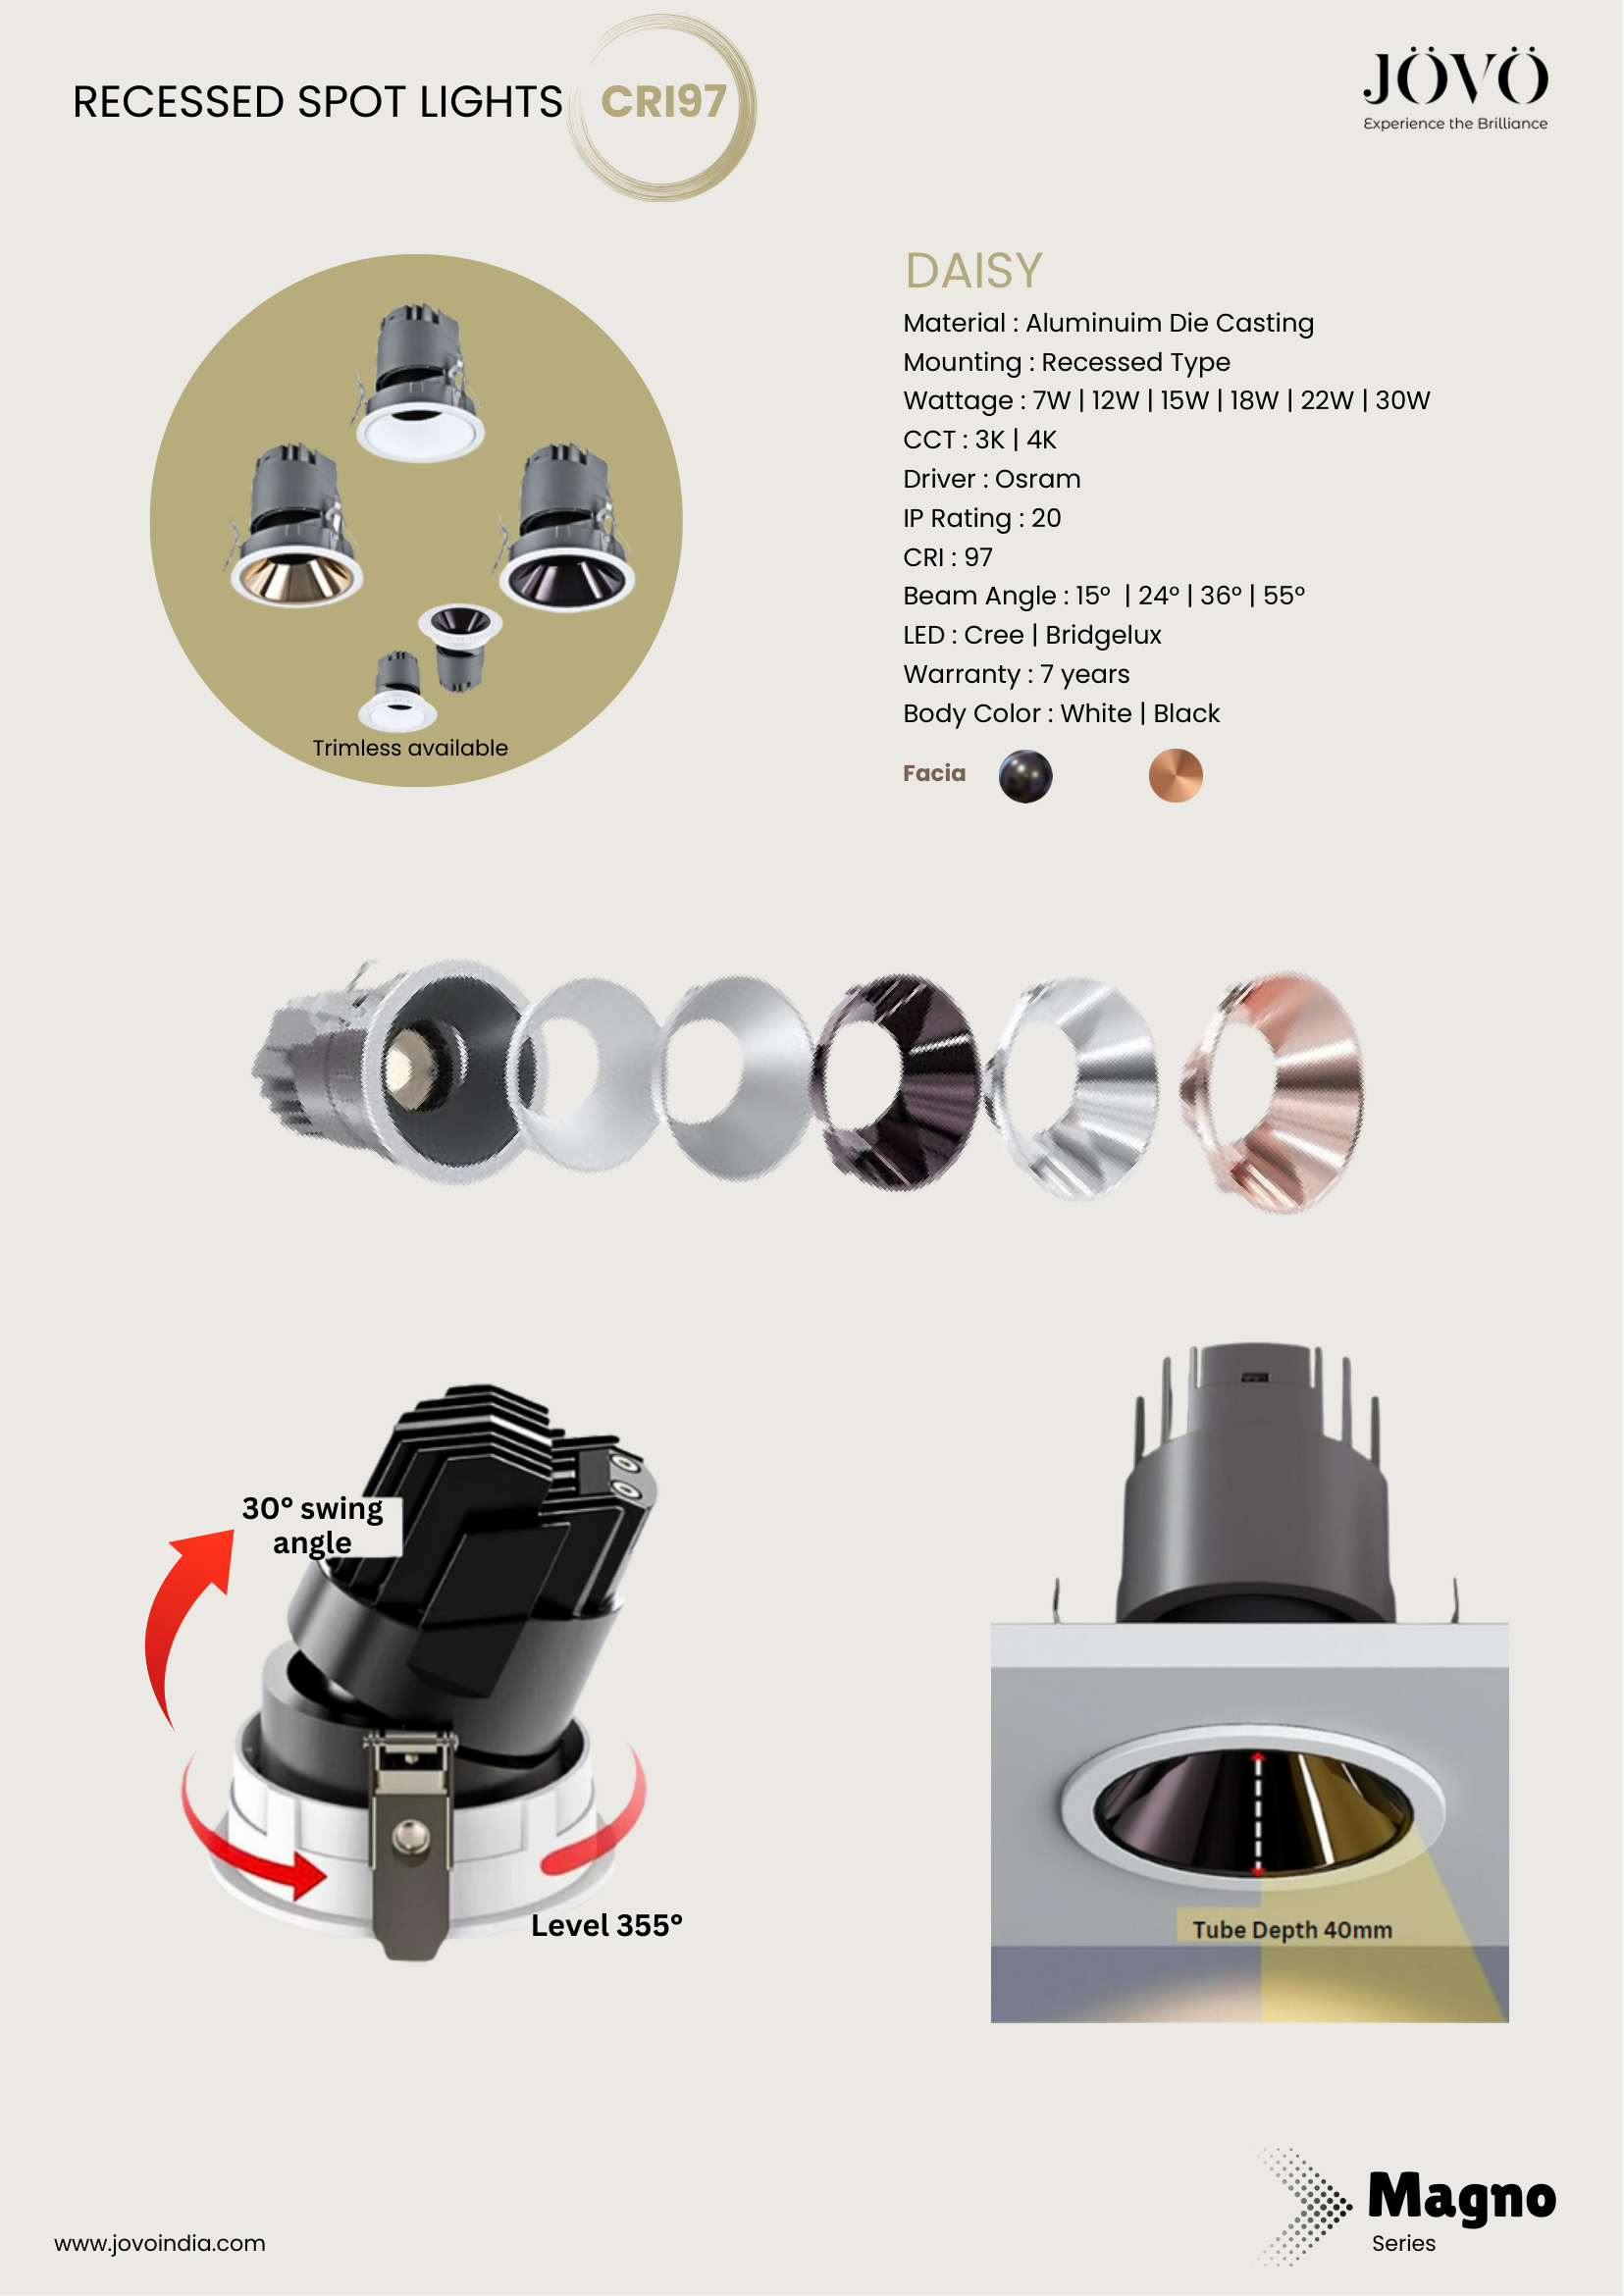 RECESSED SPOT LIGHTS CRI97
JÖVÖ
Experience the Brilliance
DAISY
Material : Aluminuim Die Casting
Mounting : Recessed Type
Wattage : 7W | 12W | 15W | 18W | 22W | 30W
CCT : 3K | 4K
Driver : Osram
IP Rating : 20
CRI : 97
Beam Angle : 15° | 24° | 36° | 55°
LED : Cree | Bridgelux
Warranty : 7 years
Body Color : White | Black
Facia
Trimless available
30° swing
angle
Level 355°
Tube Depth 40mm
www.jovoindia.com
Magno
Series